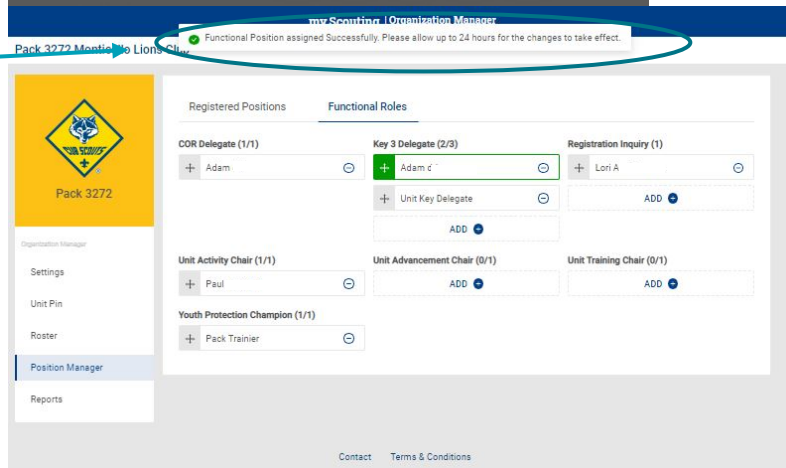 my.Scouting | Organization Manager
Functional Position assigned Successfully. Please allow up to 24 hours for the changes to take effect.
Pack 3272 Monticello Lions Club
CUB SCOUTS
Pack 3272
Organization Manager
Settings
Unit Pin
Roster
Position Manager
Reports
Registered Positions
Functional Roles
COR Delegate (1/1)
Adam
Key 3 Delegate (2/3)
Adam
Unit Key Delegate
ADD
Registration Inquiry (1)
Lori A
ADD
Unit Activity Chair (1/1)
Paul
Unit Advancement Chair (0/1)
ADD
Unit Training Chair (0/1)
ADD
Youth Protection Champion (1/1)
Pack Trainier
Contact Terms & Conditions